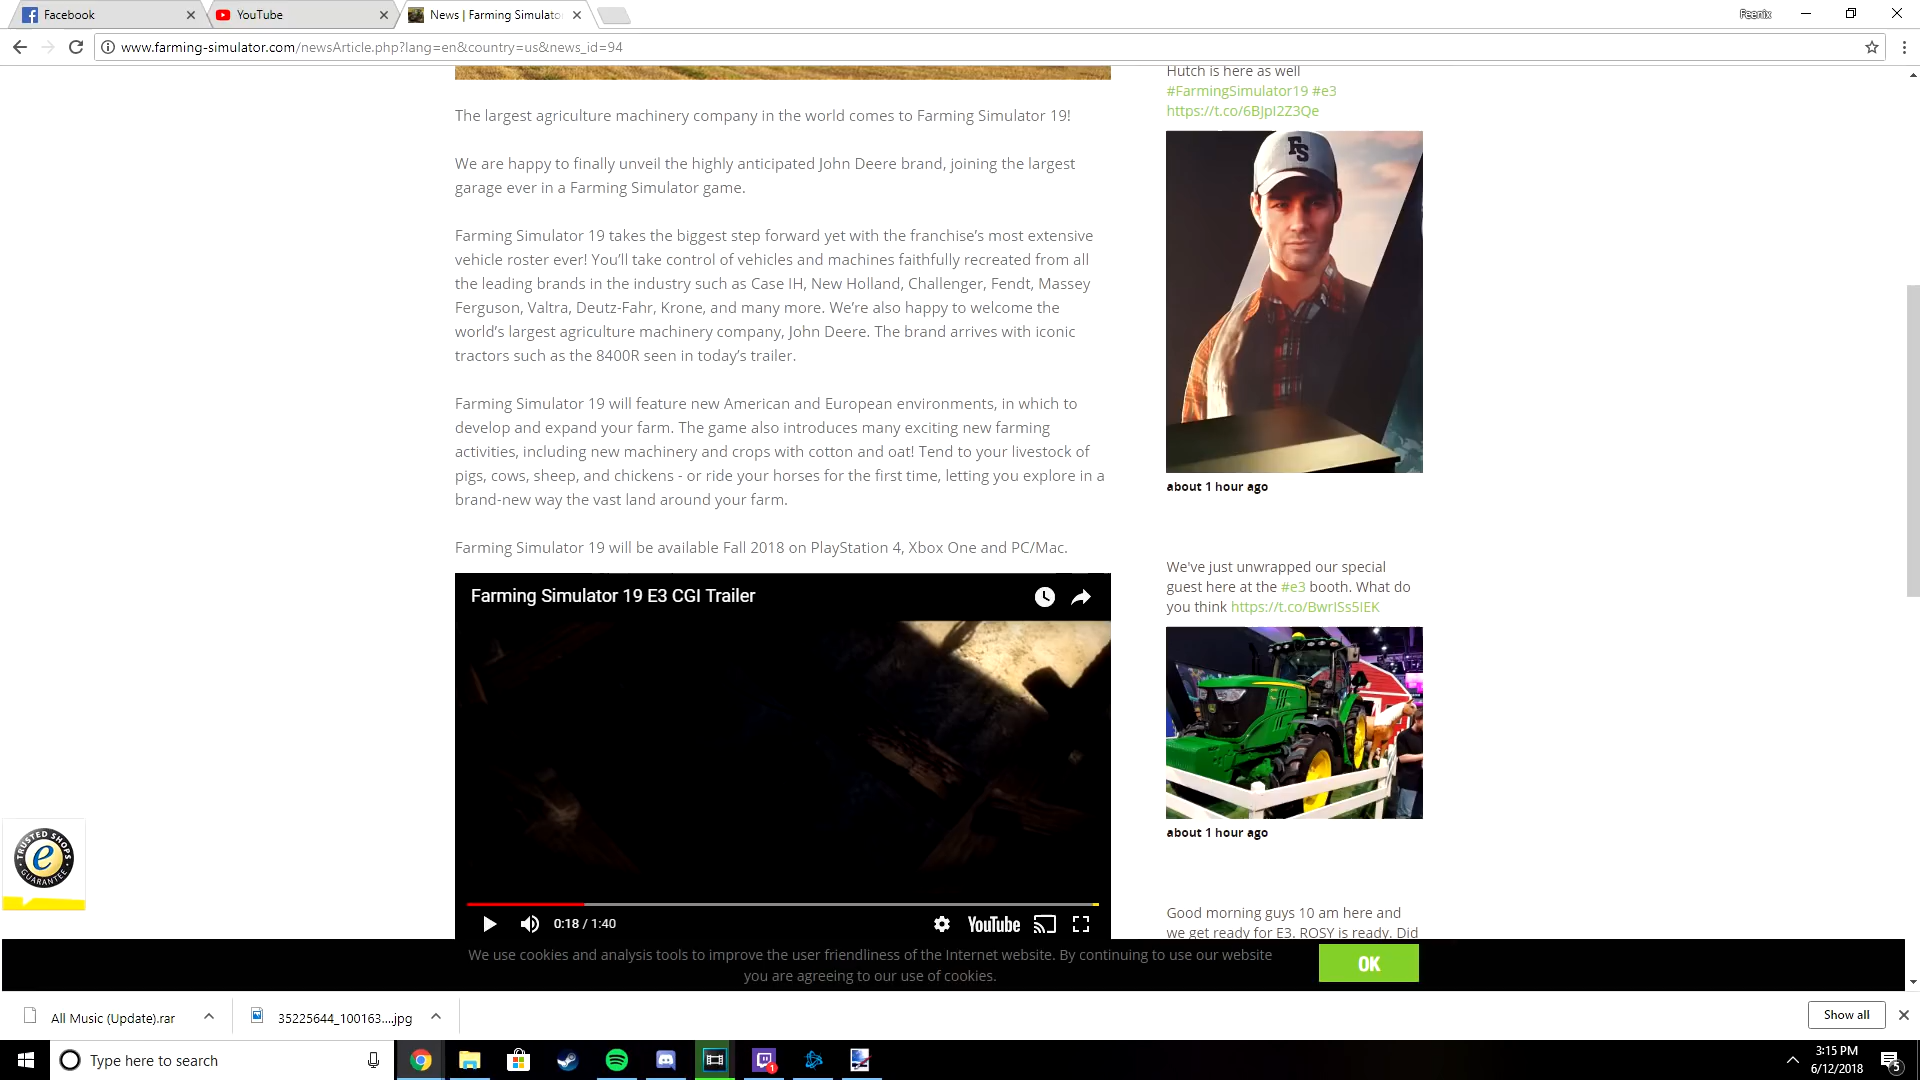 Facebook
YouTube
News | Farming Simulato
Feenix
www.farming-simulator.com/newsArticle.php?lang=en&country=us&news_id=94
The largest agriculture machinery company in the world comes to Farming Simulator 19!
We are happy to finally unveil the highly anticipated John Deere brand, joining the largest
garage ever in a Farming Simulator game.
Farming Simulator 19 takes the biggest step forward yet with the franchise's most extensive
vehicle roster ever! You'll take control of vehicles and machines faithfully recreated from all
the leading brands in the industry such as Case IH, New Holland, Challenger, Fendt, Massey
Ferguson, Valtra, Deutz-Fahr, Krone, and many more. We're also happy to welcome the
world's largest agriculture machinery company, John Deere. The brand arrives with iconic
tractors such as the 8400R seen in today's trailer.
Farming Simulator 19 will feature new American and European environments, in which to
develop and expand your farm. The game also introduces many exciting new farming
activities, including new machinery and crops with cotton and oat! Tend to your livestock of
pigs, cows, sheep, and chickens - or ride your horses for the first time, letting you explore in a
brand-new way the vast land around your farm.
Farming Simulator 19 will be available Fall 2018 on PlayStation 4, Xbox One and PC/Mac.
Farming Simulator 19 E3 CGI Trailer
0:18 / 1:40
YouTube
Hutch is here as well
#FarmingSimulator19 #e3
https://t.co/6BJpI2Z3Qe
FS
about 1 hour ago
We've just unwrapped our special
guest here at the #e3 booth. What do
you think https://t.co/BwrISs5IEK
about 1 hour ago
Good morning guys 10 am here and
we get ready for E3. ROSY is ready. Did
TRUSTED SHOPS
e
GUARANTEE
We use cookies and analysis tools to improve the user friendliness of the Internet website. By continuing to use our website
you are agreeing to our use of cookies.
OK
All Music (Update).rar
35225644_100163....jpg
Show all
Type here to search
1
3:15 PM
6/12/2018
5